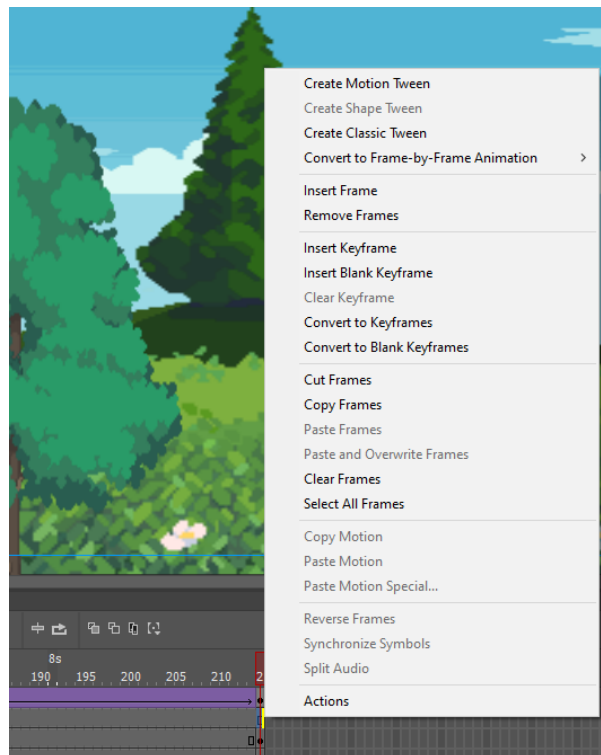 Create Motion Tween
Create Shape Tween
Create Classic Tween
Convert to Frame-by-Frame Animation
Insert Frame
Remove Frames
Insert Keyframe
Insert Blank Keyframe
Clear Keyframe
Convert to Keyframes
Convert to Blank Keyframes
Cut Frames
Copy Frames
Paste Frames
Paste and Overwrite Frames
Clear Frames
Select All Frames
Copy Motion
Paste Motion
Paste Motion Special...
Reverse Frames
Synchronize Symbols
Split Audio
Actions
8s
190 195 200 205 210 2